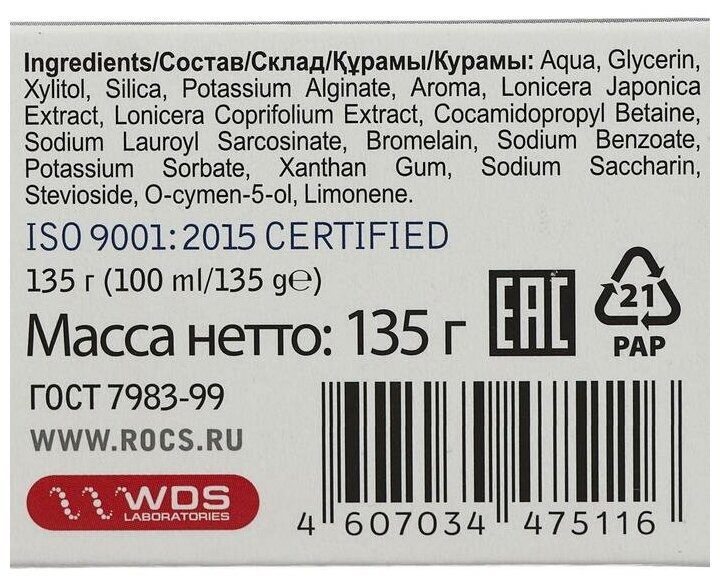 Ingredients/Состав/Склад/Құрамы/Курамы: Aqua, Glycerin,
Xylitol, Silica, Potassium Alginate, Aroma, Lonicera Japonica
Extract, Lonicera Coprifolium Extract, Cocamidopropyl Betaine,
Sodium Lauroyl Sarcosinate, Bromelain, Sodium Benzoate,
Potassium Sorbate, Xanthan Gum, Sodium Saccharin,
Stevioside, O-cymen-5-ol, Limonene.
ISO 9001:2015 CERTIFIED
135 г (100 ml/135 g℮)
Масса нетто: 135 г
EAC
21
PAP
ГОСТ 7983-99
WWW.ROCS.RU
WDS
LABORATORIES
4 607034 475116